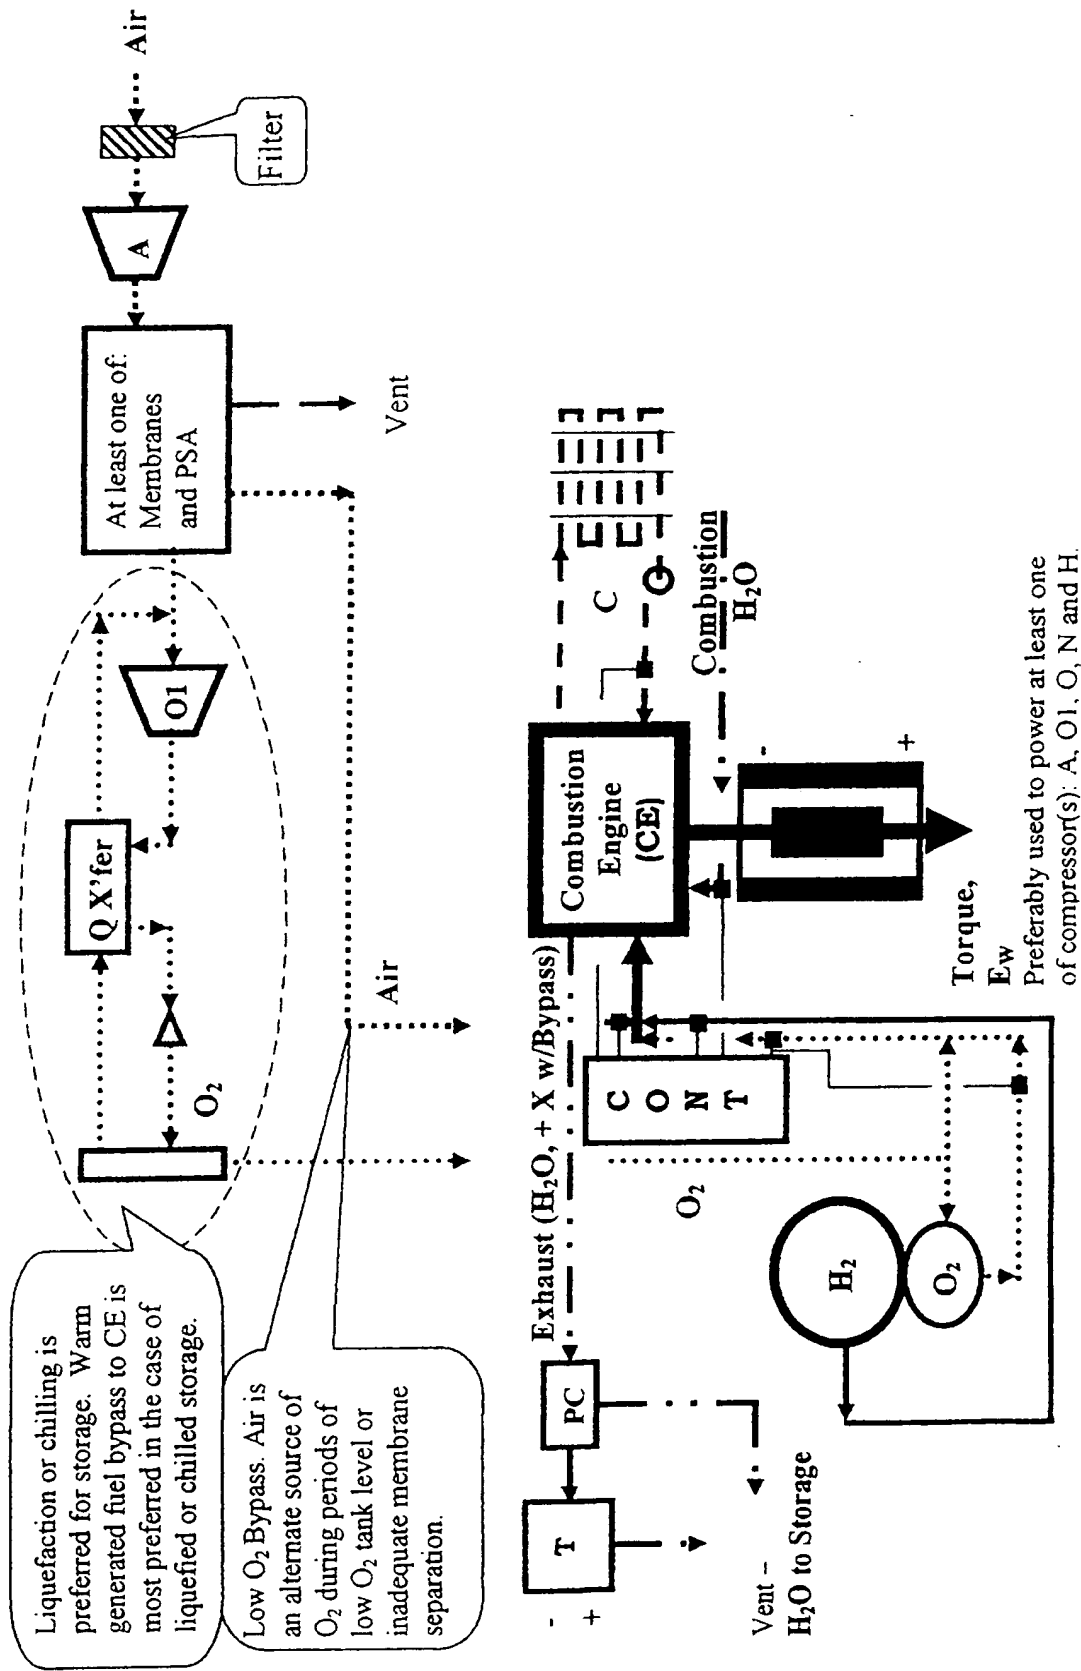 Air
Filter
A
At least one of:
Membranes
and PSA
Vent
O1
Q X'fer
O₂
Air
Liquefaction or chilling is
preferred for storage. Warm
generated fuel bypass to CE is
most preferred in the case of
liquefied or chilled storage.
Low O₂ Bypass. Air is
an alternate source of
O₂ during periods of
low O₂ tank level or
inadequate membrane
separation.
Exhaust (H₂O, + X w/Bypass)
Combustion
Engine
(CE)
C
Combustion
H₂O
-
+
Torque,
Ew
Preferably used to power at least one
of compressor(s): A, O1, O, N and H.
C
O
N
T
O₂
H₂
O₂
PC
T
-
+
Vent –
H₂O to Storage